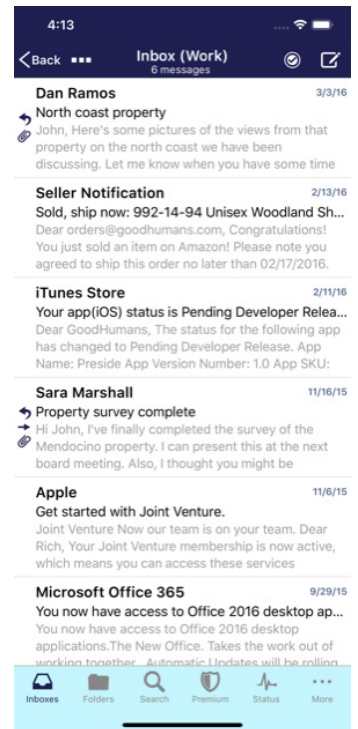 4:13
Back
Inbox (Work)
6 messages
Dan Ramos 3/3/16
North coast property
John, Here's some pictures of the views from that
property on the north coast we have been
discussing. Let me know when you have some time
Seller Notification 2/13/16
Sold, ship now: 992-14-94 Unisex Woodland Sh...
Dear orders@goodhumans.com, Congratulations!
You just sold an item on Amazon! Please note you
agreed to ship this order no later than 02/17/2016.
iTunes Store 2/11/16
Your app(iOS) status is Pending Developer Relea...
Dear GoodHumans, The status for the following app
has changed to Pending Developer Release. App
Name: Preside App Version Number: 1.0 App SKU:
Sara Marshall 11/16/15
Property survey complete
Hi John, I've finally completed the survey of the
Mendocino property. I can present this at the next
board meeting. Also, I thought you might be
Apple 11/6/15
Get started with Joint Venture.
Joint Venture Now our team is on your team. Dear
Rich, Your Joint Venture membership is now active,
which means you can access these services
Microsoft Office 365 9/29/15
You now have access to Office 2016 desktop ap...
You now have access to Office 2016 desktop
applications.The New Office. Takes the work out of
working together. Automatic Updates will be rolling
Inboxes Folders Search Premium Status More